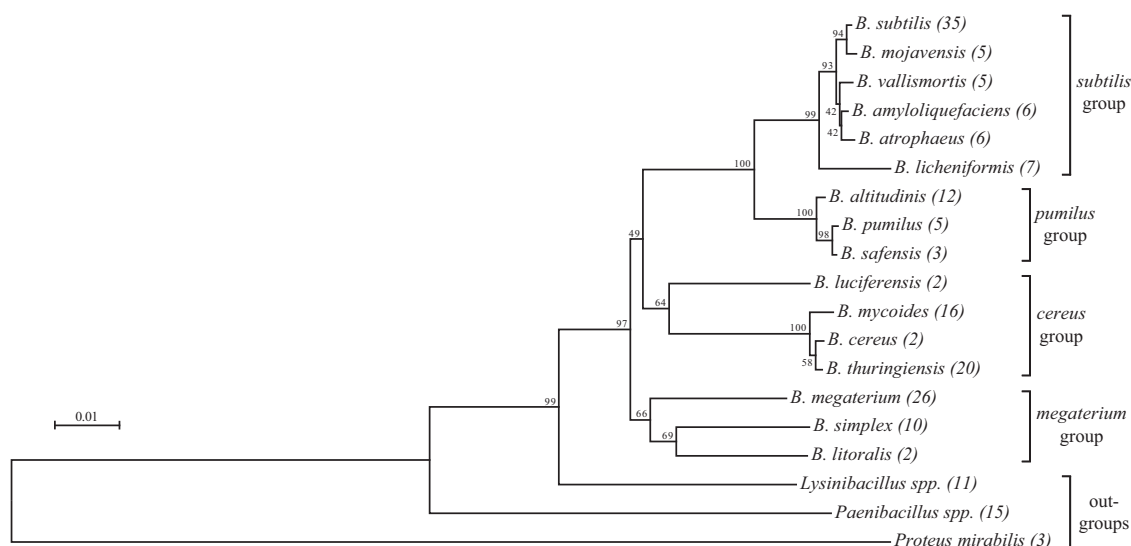 B. subtilis (35)
94
B. mojavensis (5)
93
B. vallismortis (5)
subtilis
group
99
42
B. amyloliquefaciens (6)
42
B. atrophaeus (6)
100
B. licheniformis (7)
B. altitudinis (12)
100
B. pumilus (5)
pumilus
group
98
B. safensis (3)
49
B. luciferensis (2)
64
B. mycoides (16)
cereus
group
100
B. cereus (2)
97
58
B. thuringiensis (20)
B. megaterium (26)
99
66
B. simplex (10)
megaterium
group
0.01
69
B. litoralis (2)
Lysinibacillus spp. (11)
Paenibacillus spp. (15)
out-
groups
Proteus mirabilis (3)